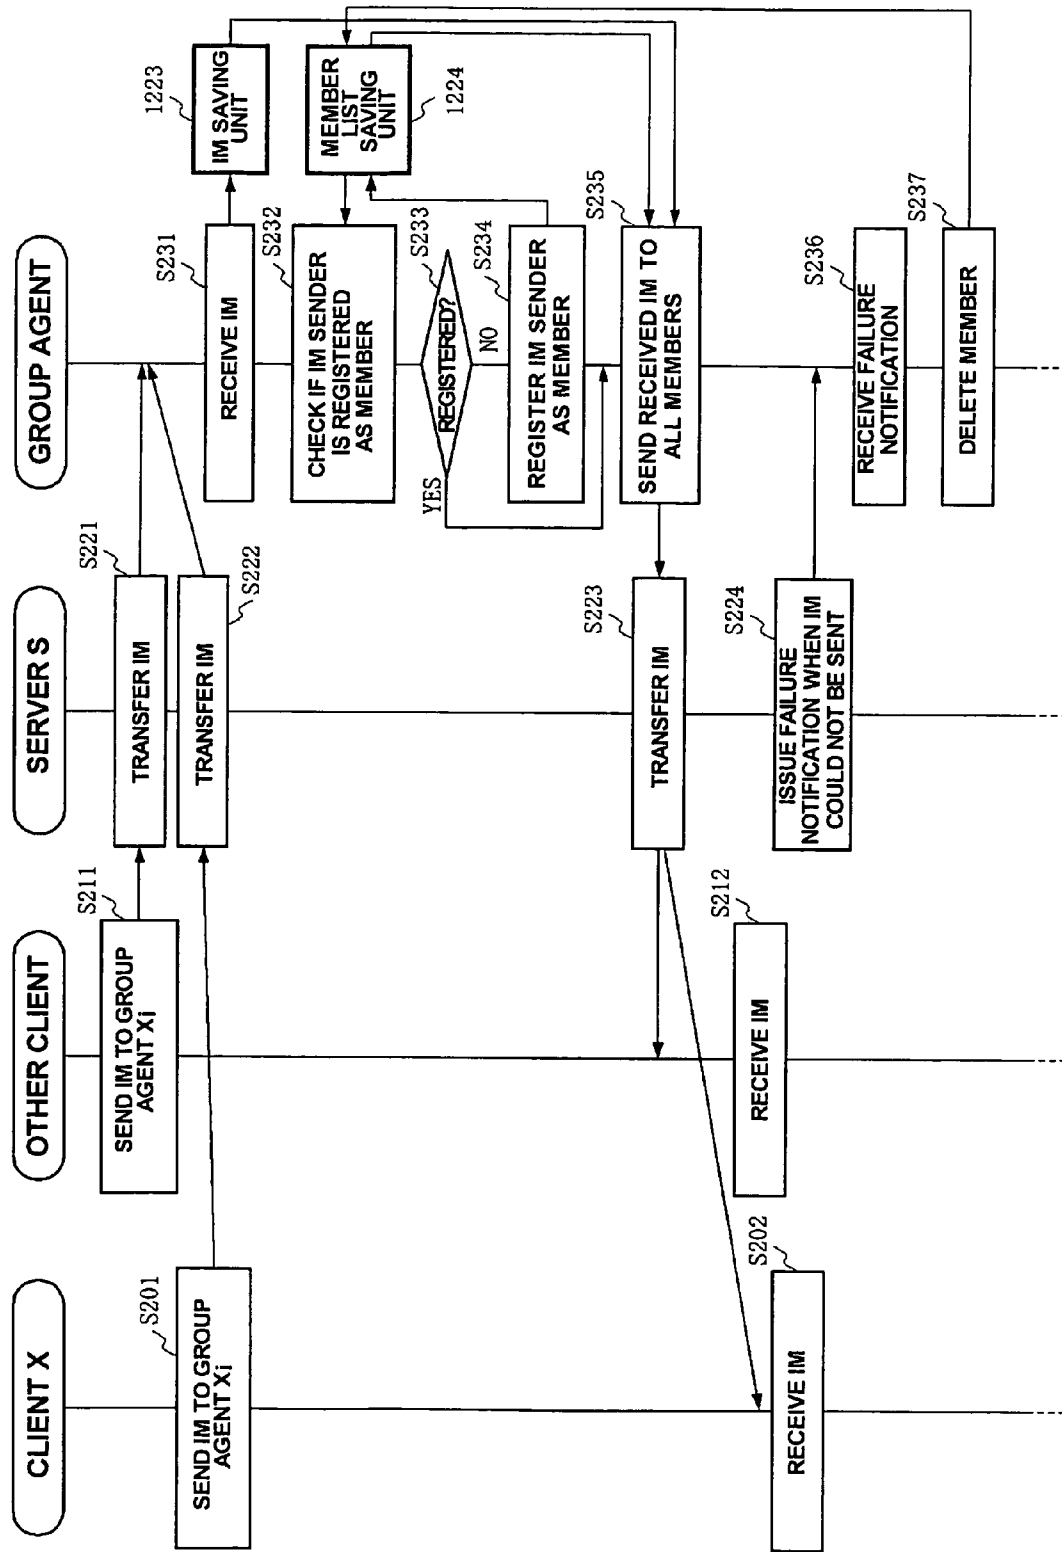 CLIENT X
S201
SEND IM TO GROUP
AGENT Xi
S202
RECEIVE IM
OTHER CLIENT
S211
SEND IM TO GROUP
AGENT Xi
S212
RECEIVE IM
SERVER S
S221
TRANSFER IM
S222
TRANSFER IM
S223
TRANSFER IM
S224
ISSUE FAILURE
NOTIFICATION WHEN IM
COULD NOT BE SENT
GROUP AGENT
S231
RECEIVE IM
1223
IM SAVING
UNIT
S232
CHECK IF IM SENDER
IS REGISTERED
AS MEMBER
MEMBER
LIST
SAVING
UNIT
1224
S233
REGISTERED?
YES
NO
S234
REGISTER IM SENDER
AS MEMBER
S235
SEND RECEIVED IM TO
ALL MEMBERS
S236
RECEIVE FAILURE
NOTIFICATION
S237
DELETE MEMBER